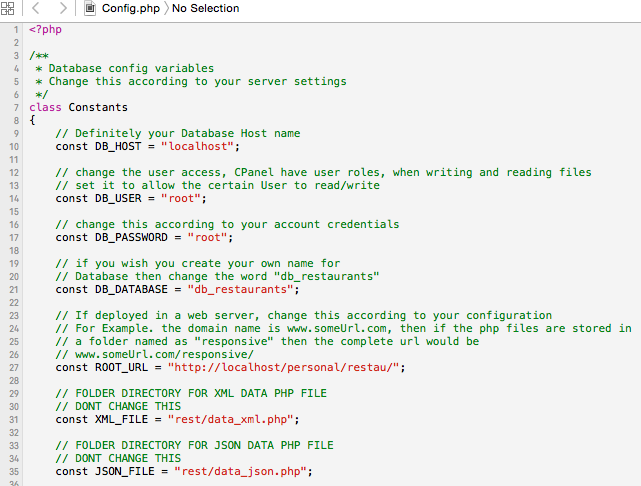 Config.php 〉No Selection
1 <?php
2
3 /**
4  * Database config variables
5  * Change this according to your server settings
6  */
7 class Constants
8 {
9     // Definitely your Database Host name
10     const DB_HOST = "localhost";
11
12     // change the user access, CPanel have user roles, when writing and reading files
13     // set it to allow the certain User to read/write
14     const DB_USER = "root";
15
16     // change this according to your account credentials
17     const DB_PASSWORD = "root";
18
19     // if you wish you create your own name for
20     // Database then change the word "db_restaurants"
21     const DB_DATABASE = "db_restaurants";
22
23     // If deployed in a web server, change this according to your configuration
24     // For Example. the domain name is www.someUrl.com, then if the php files are stored in
25     // a folder named as "responsive" then the complete url would be
26     // www.someUrl.com/responsive/
27     const ROOT_URL = "http://localhost/personal/restau/";
28
29     // FOLDER DIRECTORY FOR XML DATA PHP FILE
30     // DONT CHANGE THIS
31     const XML_FILE = "rest/data_xml.php";
32
33     // FOLDER DIRECTORY FOR JSON DATA PHP FILE
34     // DONT CHANGE THIS
35     const JSON_FILE = "rest/data_json.php";
36